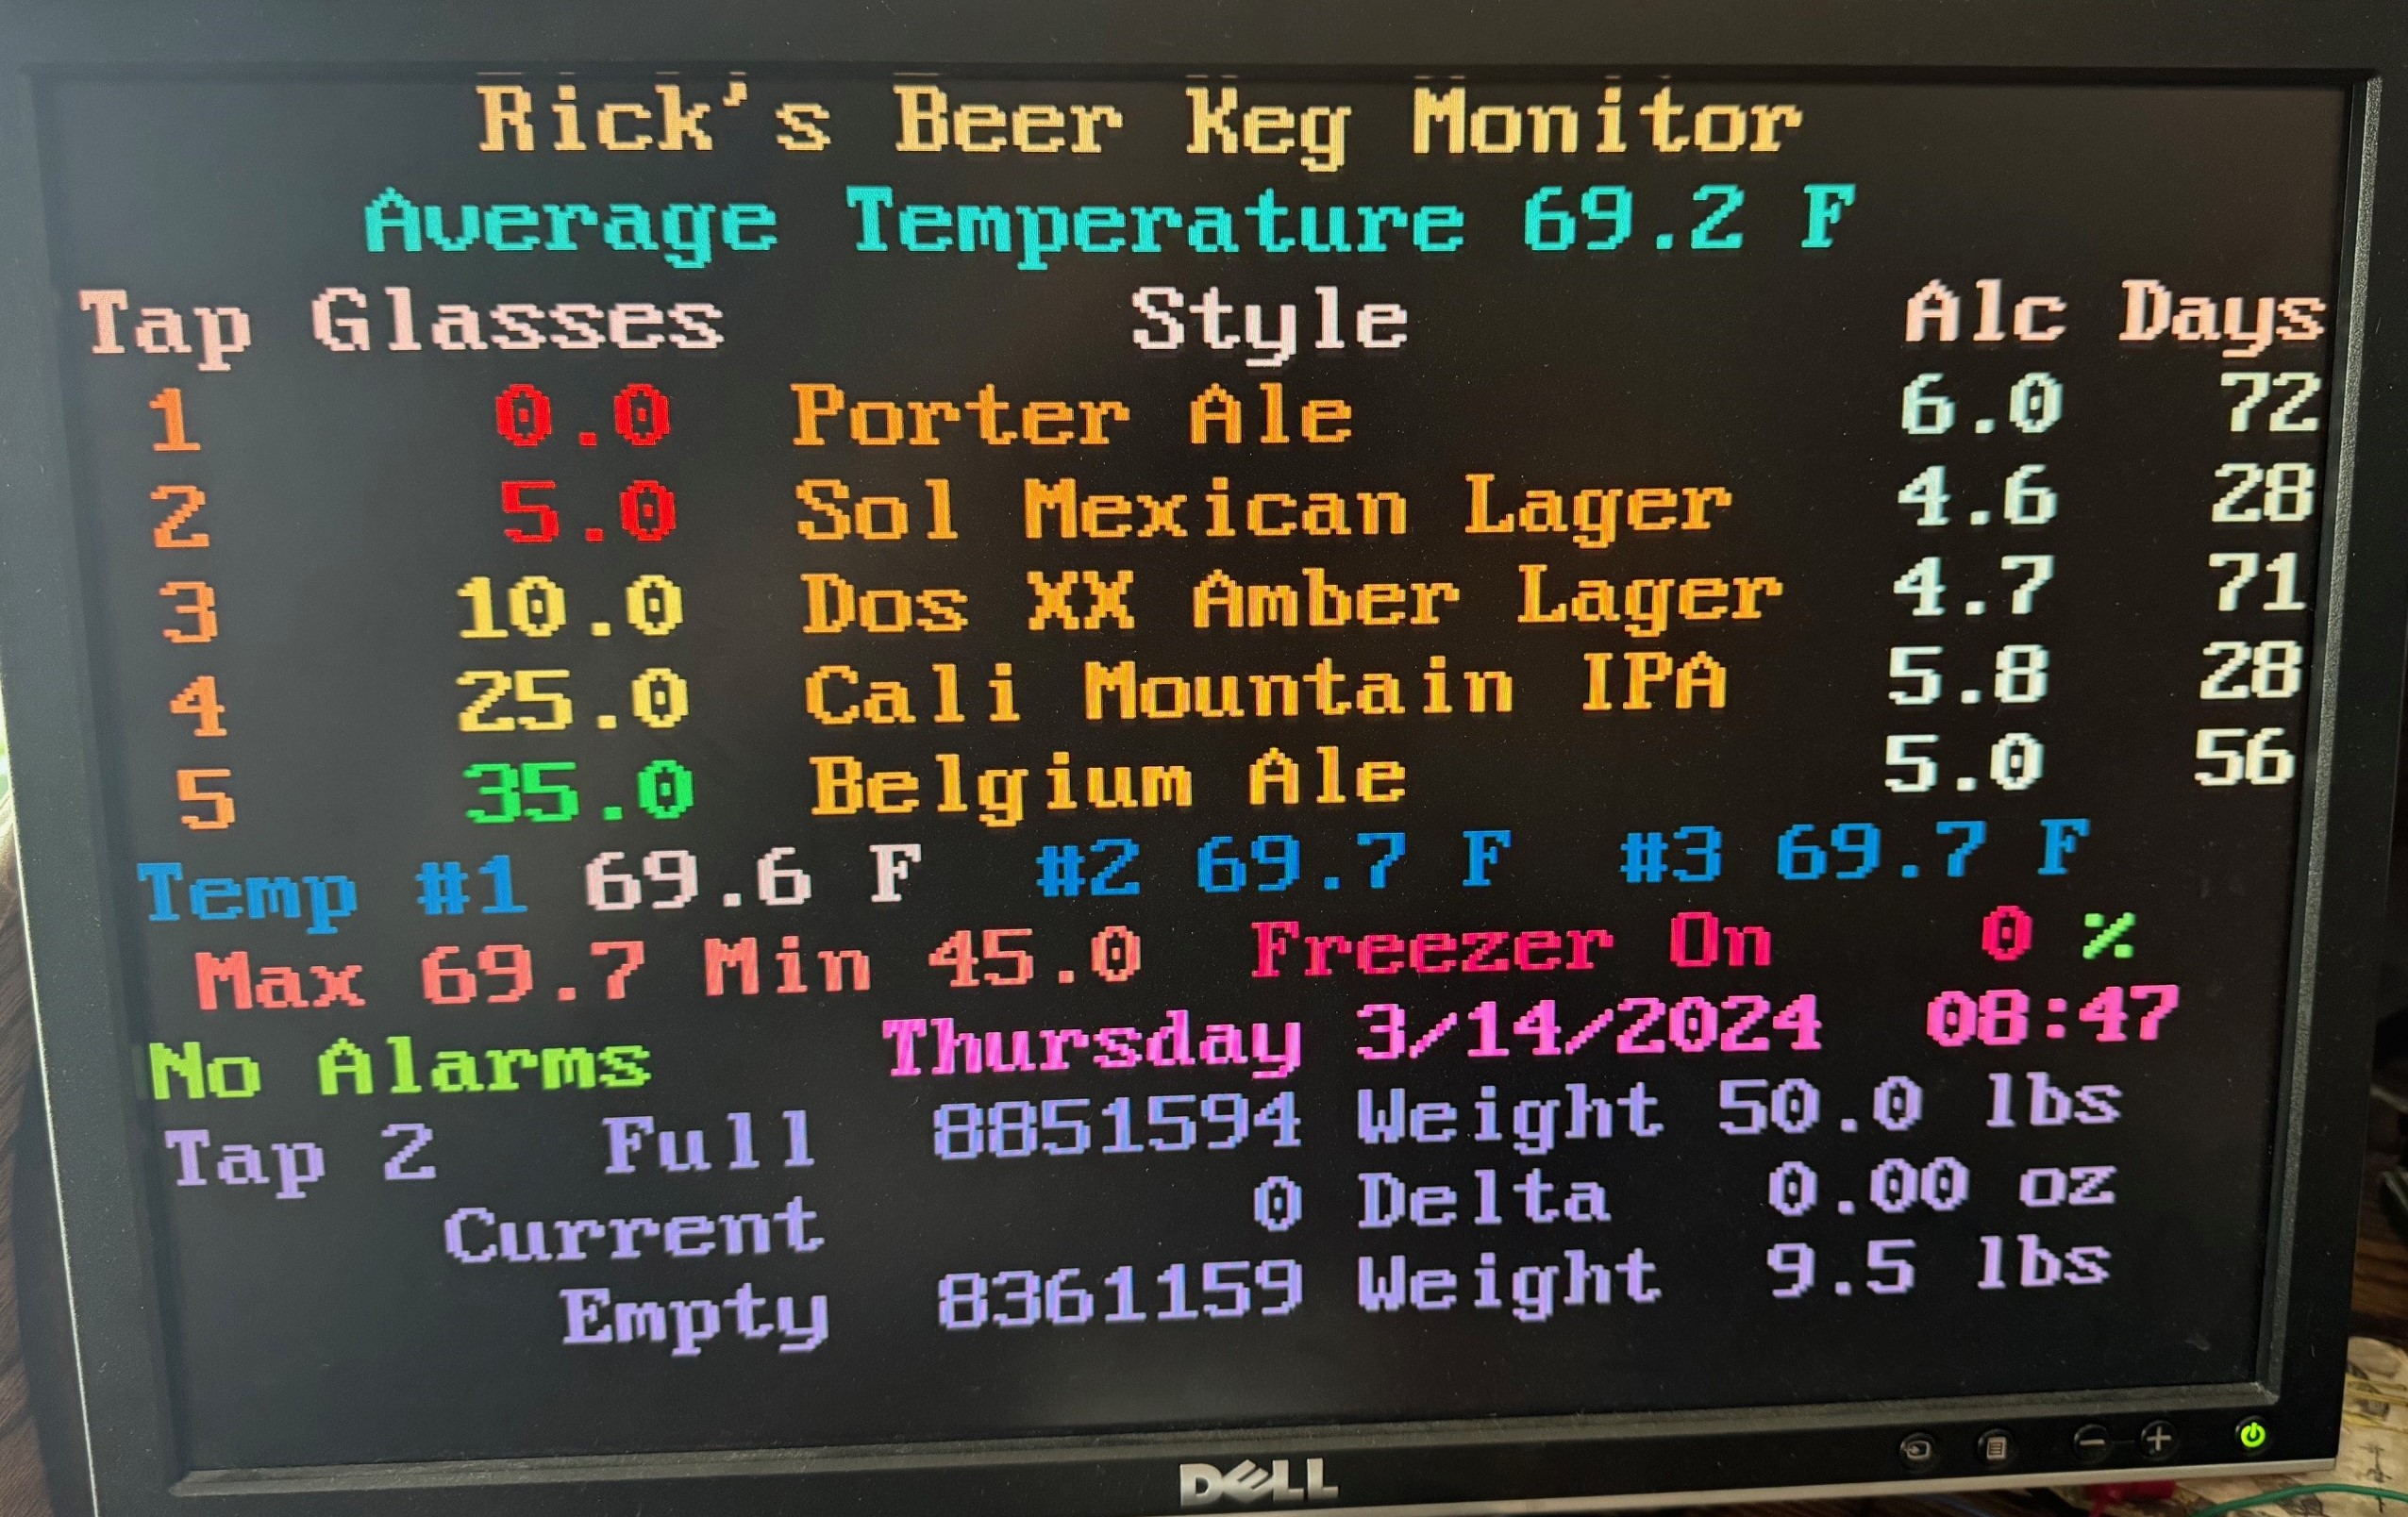 Rick's Beer Keg Monitor
Average Temperature 69.2 F
Tap Glasses Style Alc Days
1 0.0 Porter Ale 6.0 72
2 5.0 Sol Mexican Lager 4.6 28
3 10.0 Dos XX Amber Lager 4.7 71
4 25.0 Cali Mountain IPA 5.8 28
5 35.0 Belgium Ale 5.0 56
Temp #1 69.6 F #2 69.7 F #3 69.7 F
Max 69.7 Min 45.0 Freezer On 0 %
No Alarms Thursday 3/14/2024 08:47
Tap 2 Full 8851594 Weight 50.0 lbs
Current 0 Delta 0.00 oz
Empty 8361159 Weight 9.5 lbs
DELL